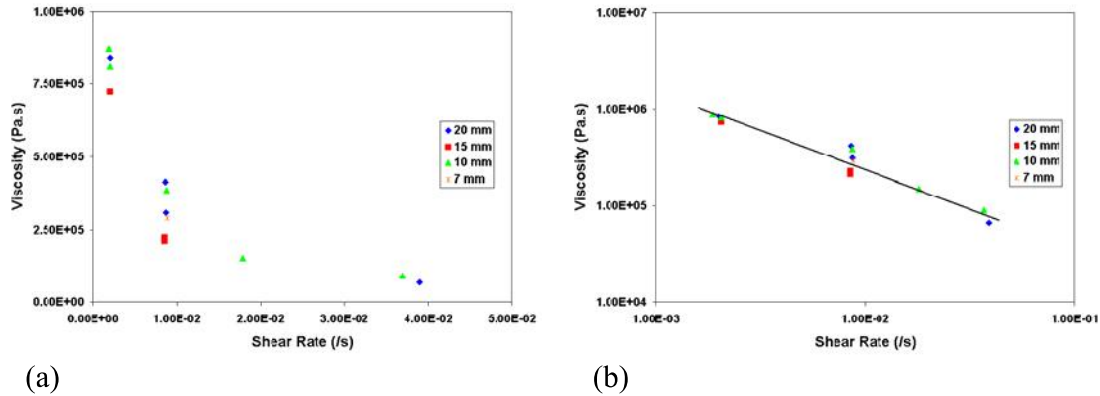 1.00E+06
7.50E+05
5.00E+05
2.50E+05
0.00E+00
Viscosity (Pa.s)
0.00E+00 1.00E-02 2.00E-02 3.00E-02 4.00E-02 5.00E-02
Shear Rate (/s)
20 mm
15 mm
10 mm
7 mm
(a)
1.00E+07
1.00E+06
1.00E+05
1.00E+04
Viscosity (Pa.s)
1.00E-03 1.00E-02 1.00E-01
Shear Rate (/s)
20 mm
15 mm
10 mm
7 mm
(b)